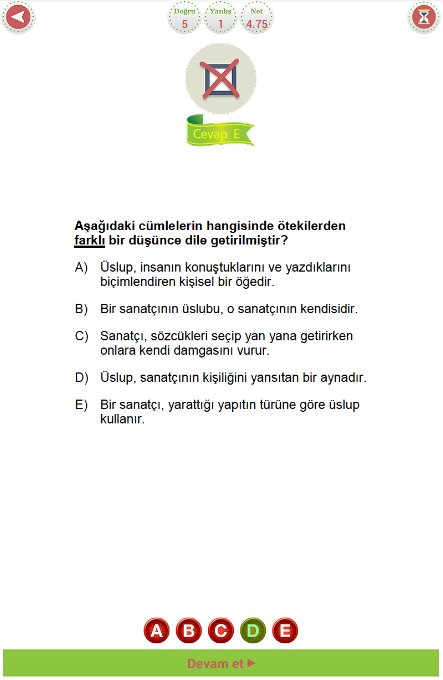 Doğru Yanlış Net
5 1 4.75
Cevap E
Aşağıdaki cümlelerin hangisinde ötekilerden
farklı bir düşünce dile getirilmiştir?
A) Üslup, insanın konuştuklarını ve yazdıklarını
biçimlendiren kişisel bir öğedir.
B) Bir sanatçının üslubu, o sanatçının kendisidir.
C) Sanatçı, sözcükleri seçip yan yana getirirken
onlara kendi damgasını vurur.
D) Üslup, sanatçının kişiliğini yansıtan bir aynadır.
E) Bir sanatçı, yarattığı yapıtın türüne göre üslup
kullanır.
A B C D E
Devam et